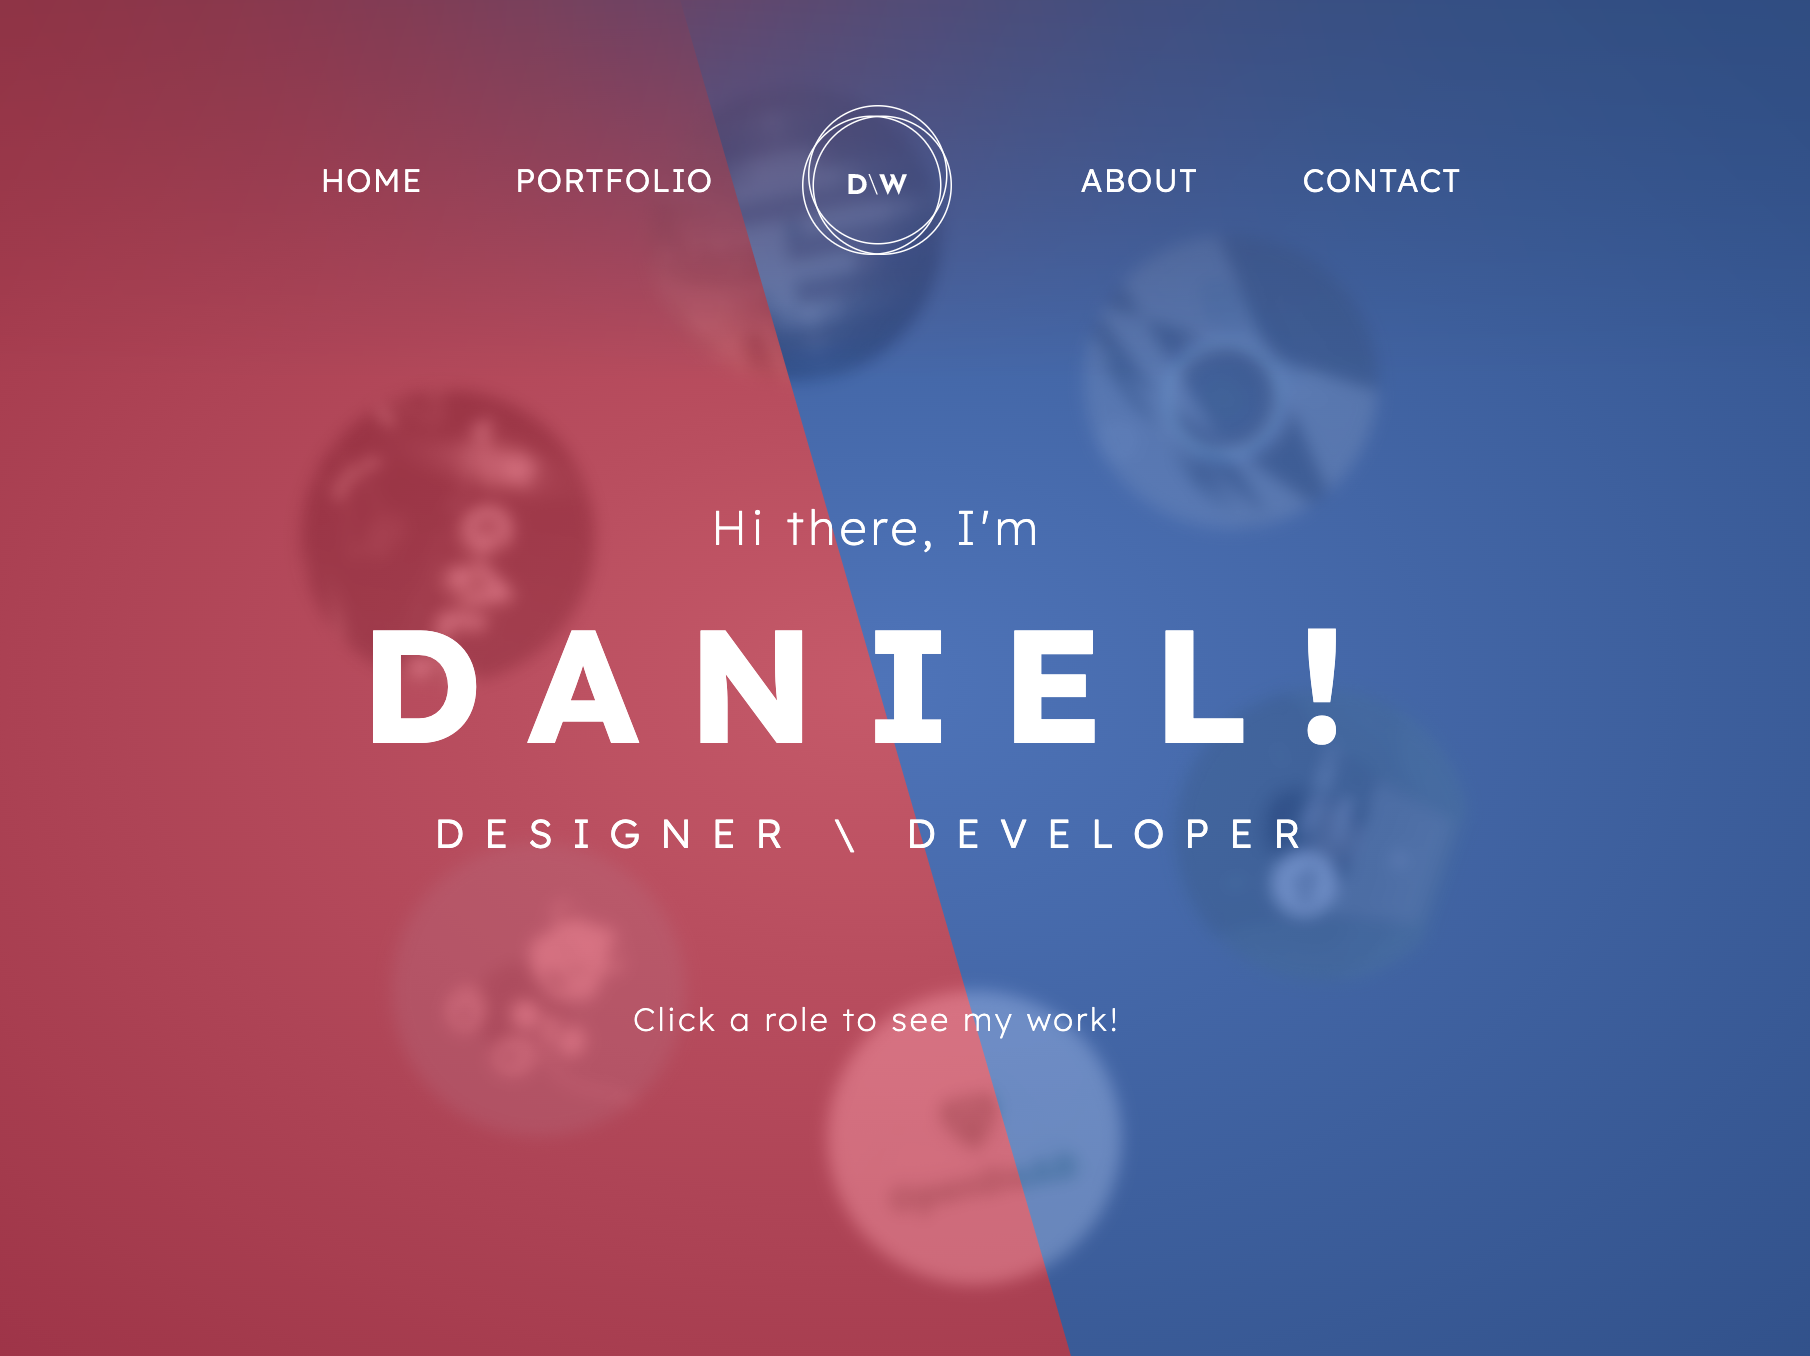 HOME PORTFOLIO D\W ABOUT CONTACT
Hi there, I'm
DANIEL!
DESIGNER \ DEVELOPER
Click a role to see my work!